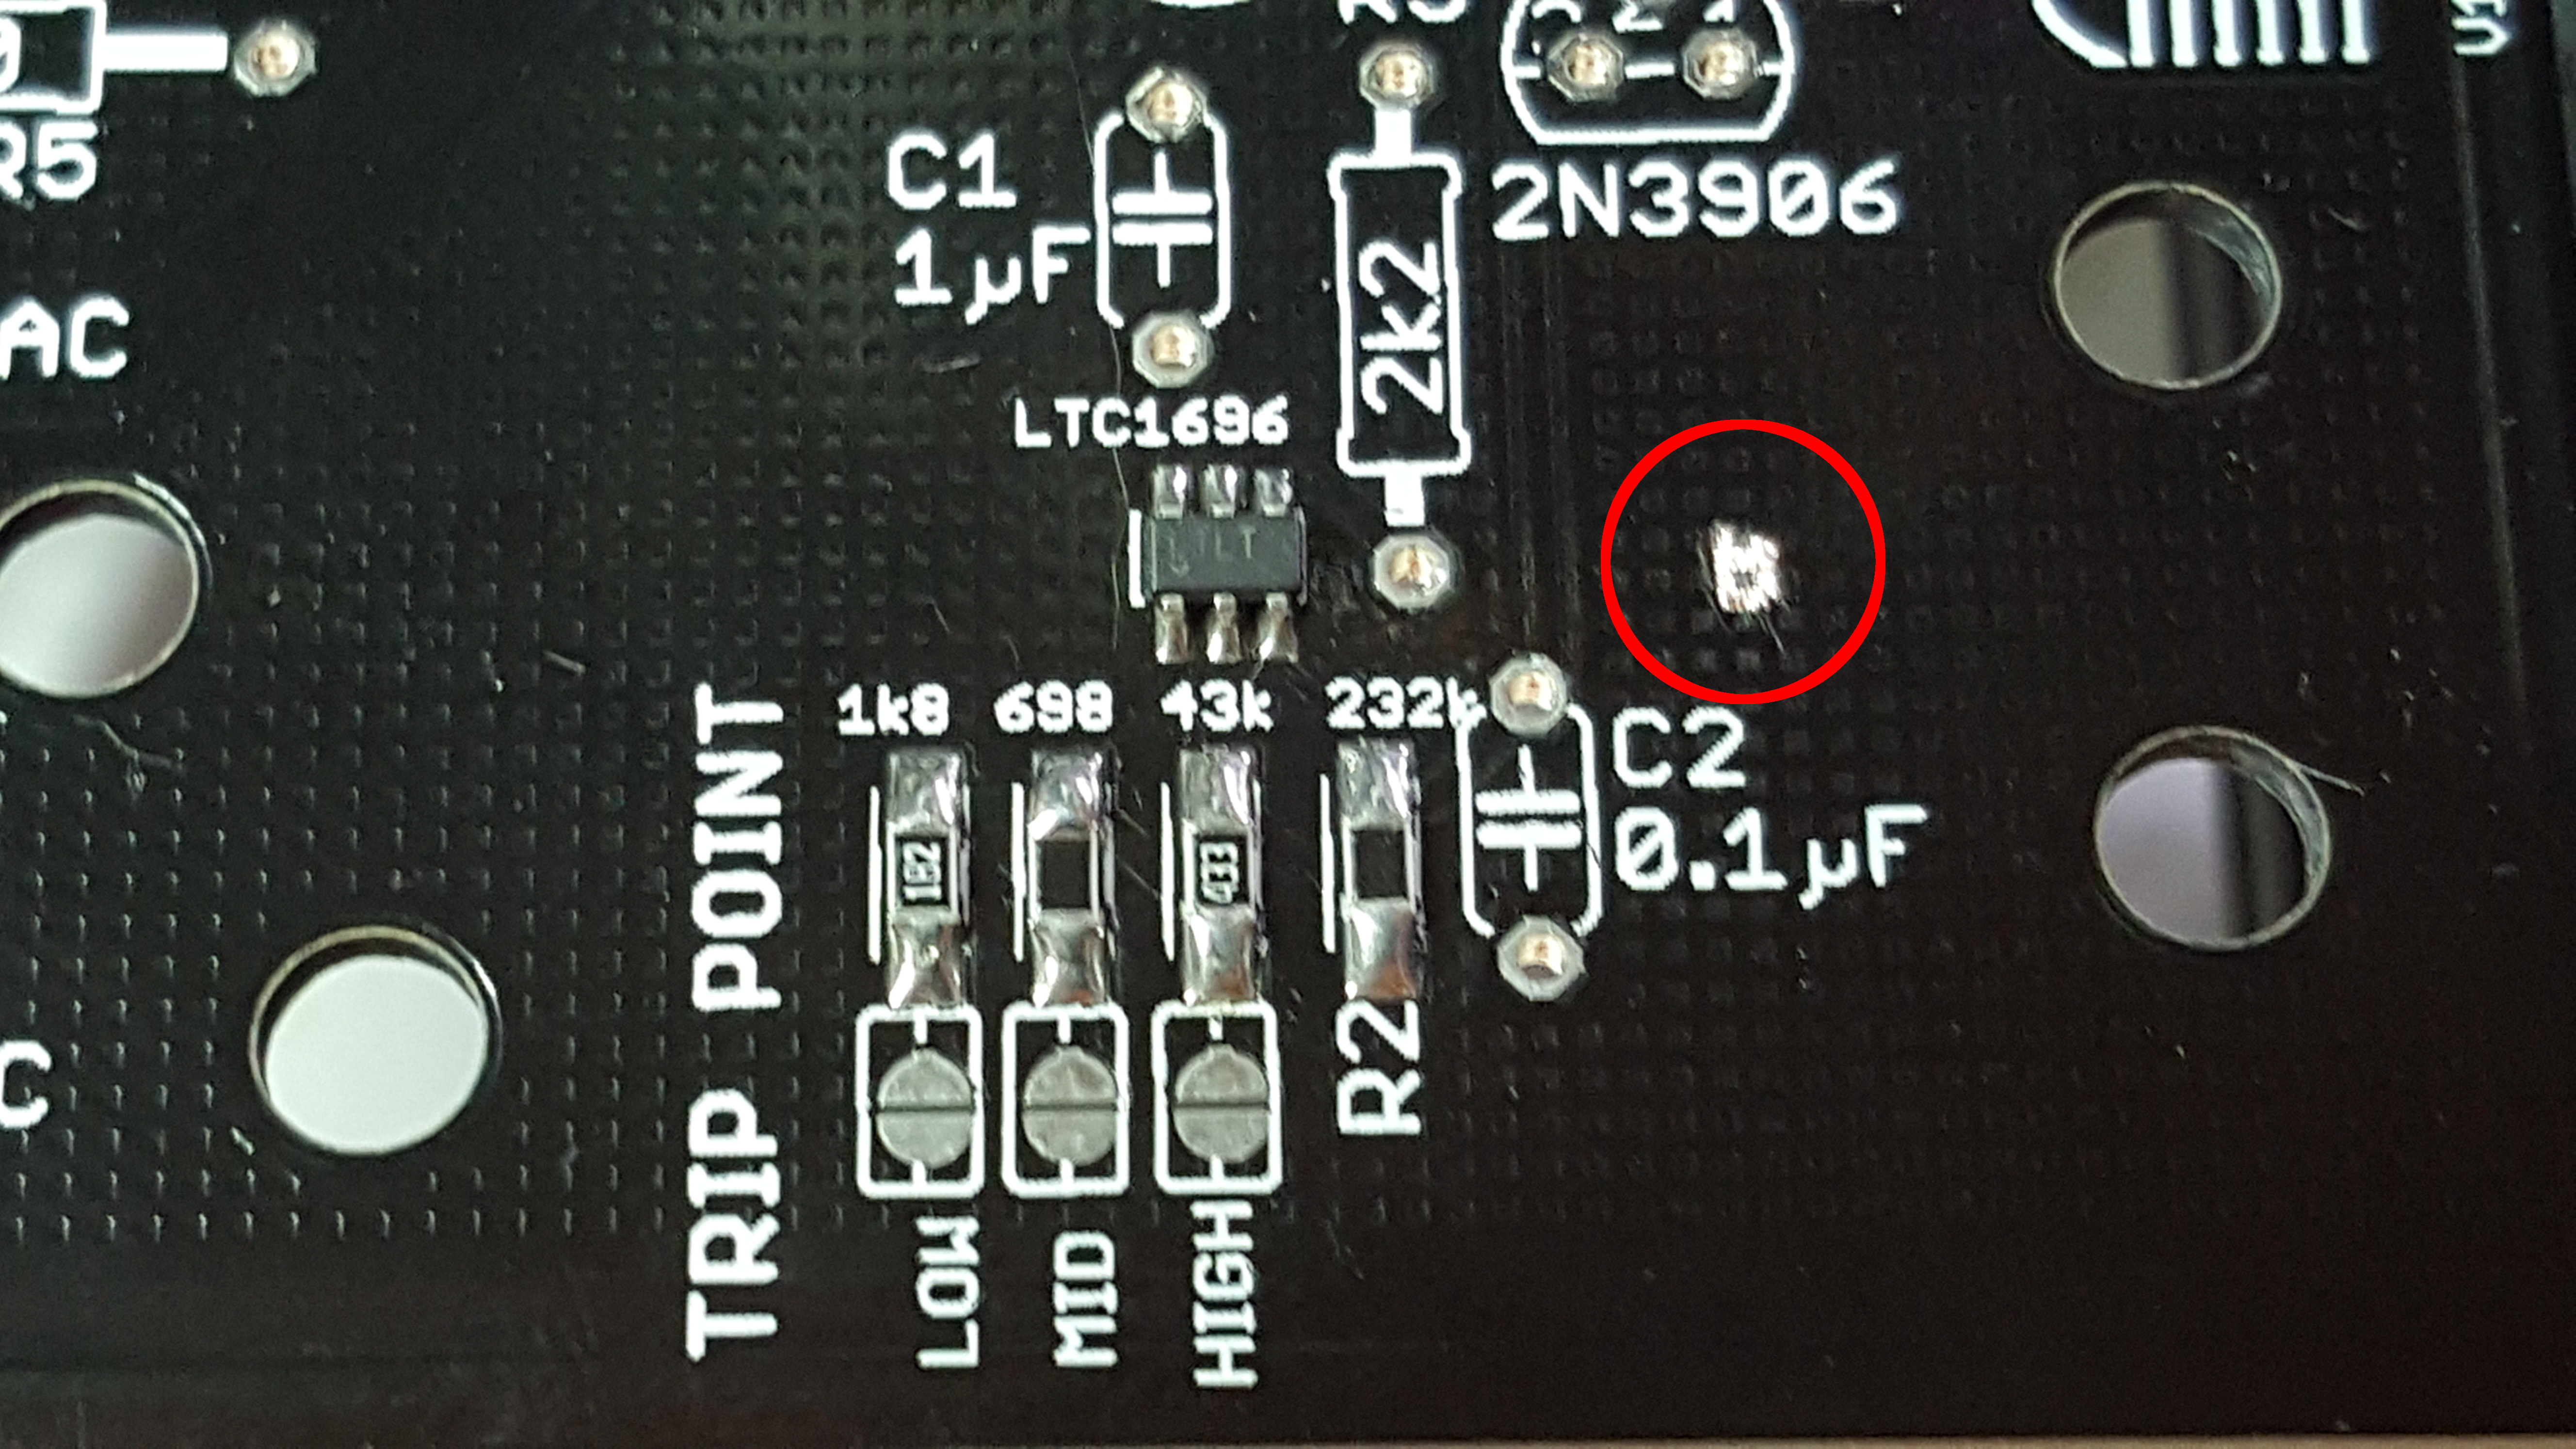 R5
C1
1µF
2N3906
2k2
AC
LTC1696
LT
1k8
698
43k
232k
C2
0.1µF
182
433
TRIP POINT
R2
LOW
MID
HIGH